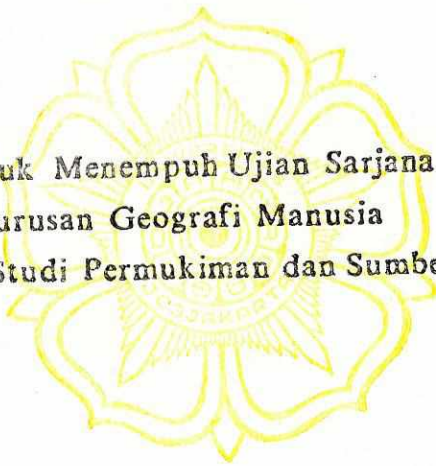 uk Menempuh Ujian Sarjana
urusan Geografi Manusia
Studi Permukiman dan Sumbe